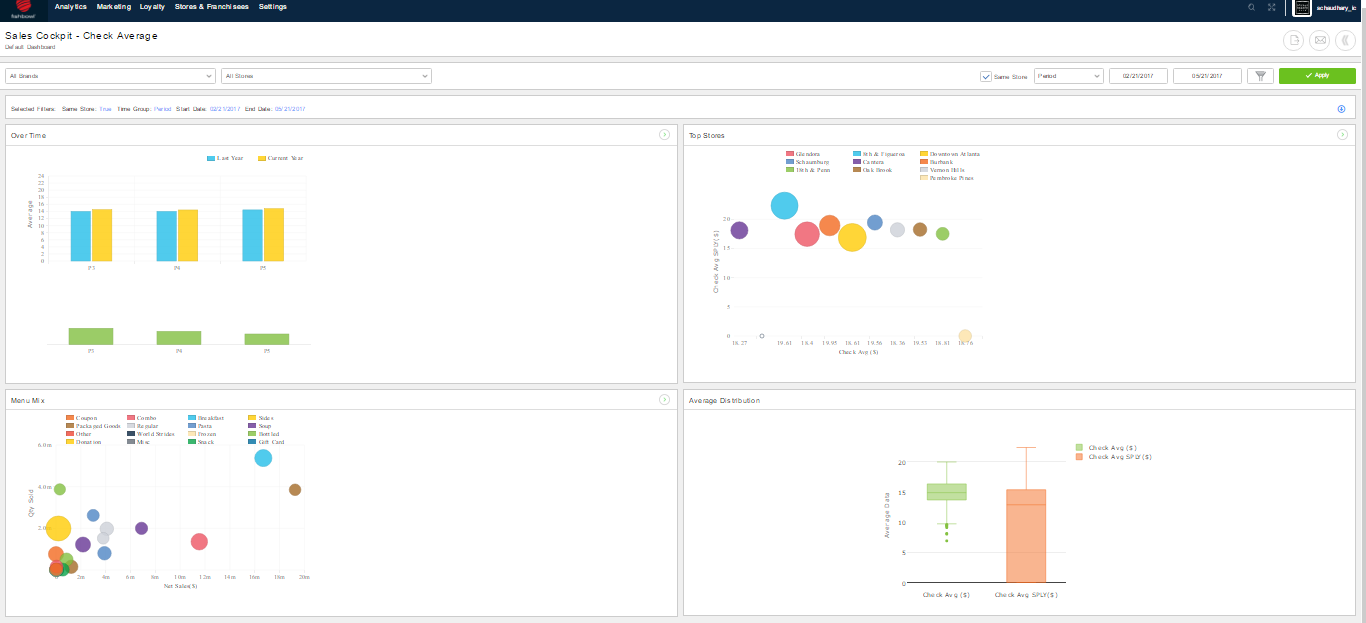 fishbowl
Analytics Marketing Loyalty Stores & Franchisees Settings
schaudhary_ic
Sales Cockpit - Check Average
Default Dashboard
All Brands All Stores Same Store Period 02/21/2017 05/21/2017 Apply
Selected Filters: Same Store: True Time Group: Period Start Date: 02/21/2017 End Date: 05/21/2017
Over Time
Last Year Current Year
24
22
20
18
16
14
12
10
8
6
4
2
0
Average
P3 P4 P5
P3 P4 P5
Top Stores
Glendora 8th & Figueroa Downtown Atlanta
Schaumburg Camera Burbank
18th & Penn Oak Brook Vernon Hills
Pembroke Pines
20
15
10
5
0
Check Avg SPLY($)
18.27 19.61 18.4 19.95 18.61 19.56 18.36 19.53 18.81 18.76
Check Avg ($)
Menu Mix
Coupon Combo Breakfast Sides
Packaged Goods Regular Pasta Soup
Other World Strides Frozen Bottled
Donation Misc Snack Gift Card
6.0m
4.0m
Qty Sold
2m 4m 6m 8m 10m 12m 14m 16m 18m 20m
Net Sales($)
Average Distribution
Check Avg ($)
Check Avg SPLY($)
20
15
10
5
0
Average Data
Check Avg ($) Check Avg SPLY($)